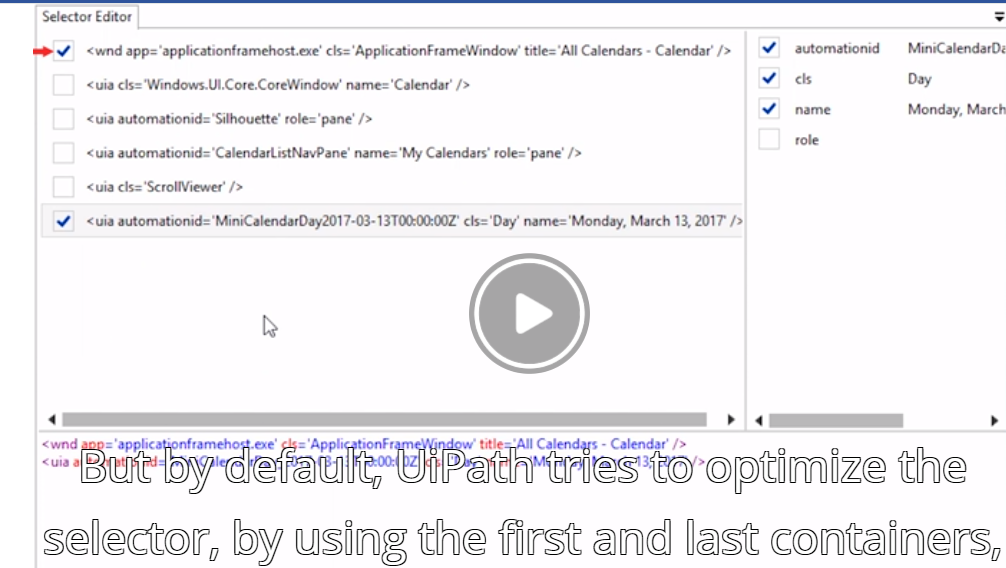 Selector Editor
<wnd app='applicationframehost.exe' cls='ApplicationFrameWindow' title='All Calendars - Calendar' />
<uia cls='Windows.UI.Core.CoreWindow' name='Calendar' />
<uia automationid='Silhouette' role='pane' />
<uia automationid='CalendarListNavPane' name='My Calendars' role='pane' />
<uia cls='ScrollViewer' />
<uia automationid='MiniCalendarDay2017-03-13T00:00:00Z' cls='Day' name='Monday, March 13, 2017' />
automationid MiniCalendarDa
cls Day
name Monday, March
role
<wnd app='applicationframehost.exe' cls='ApplicationFrameWindow' title='All Calendars - Calendar' />
<uia
But by default, UiPath tries to optimize the
selector, by using the first and last containers,